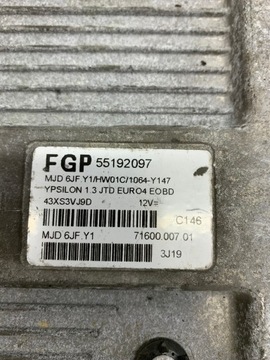 FGP 55192097
MJD 6JF Y1/HW01C/1064-Y147
YPSILON 1.3 JTD EURO4 EOBD
43XS3VJ9D 12V=
C146
MJD 6JF Y1 71600.007 01
3J19